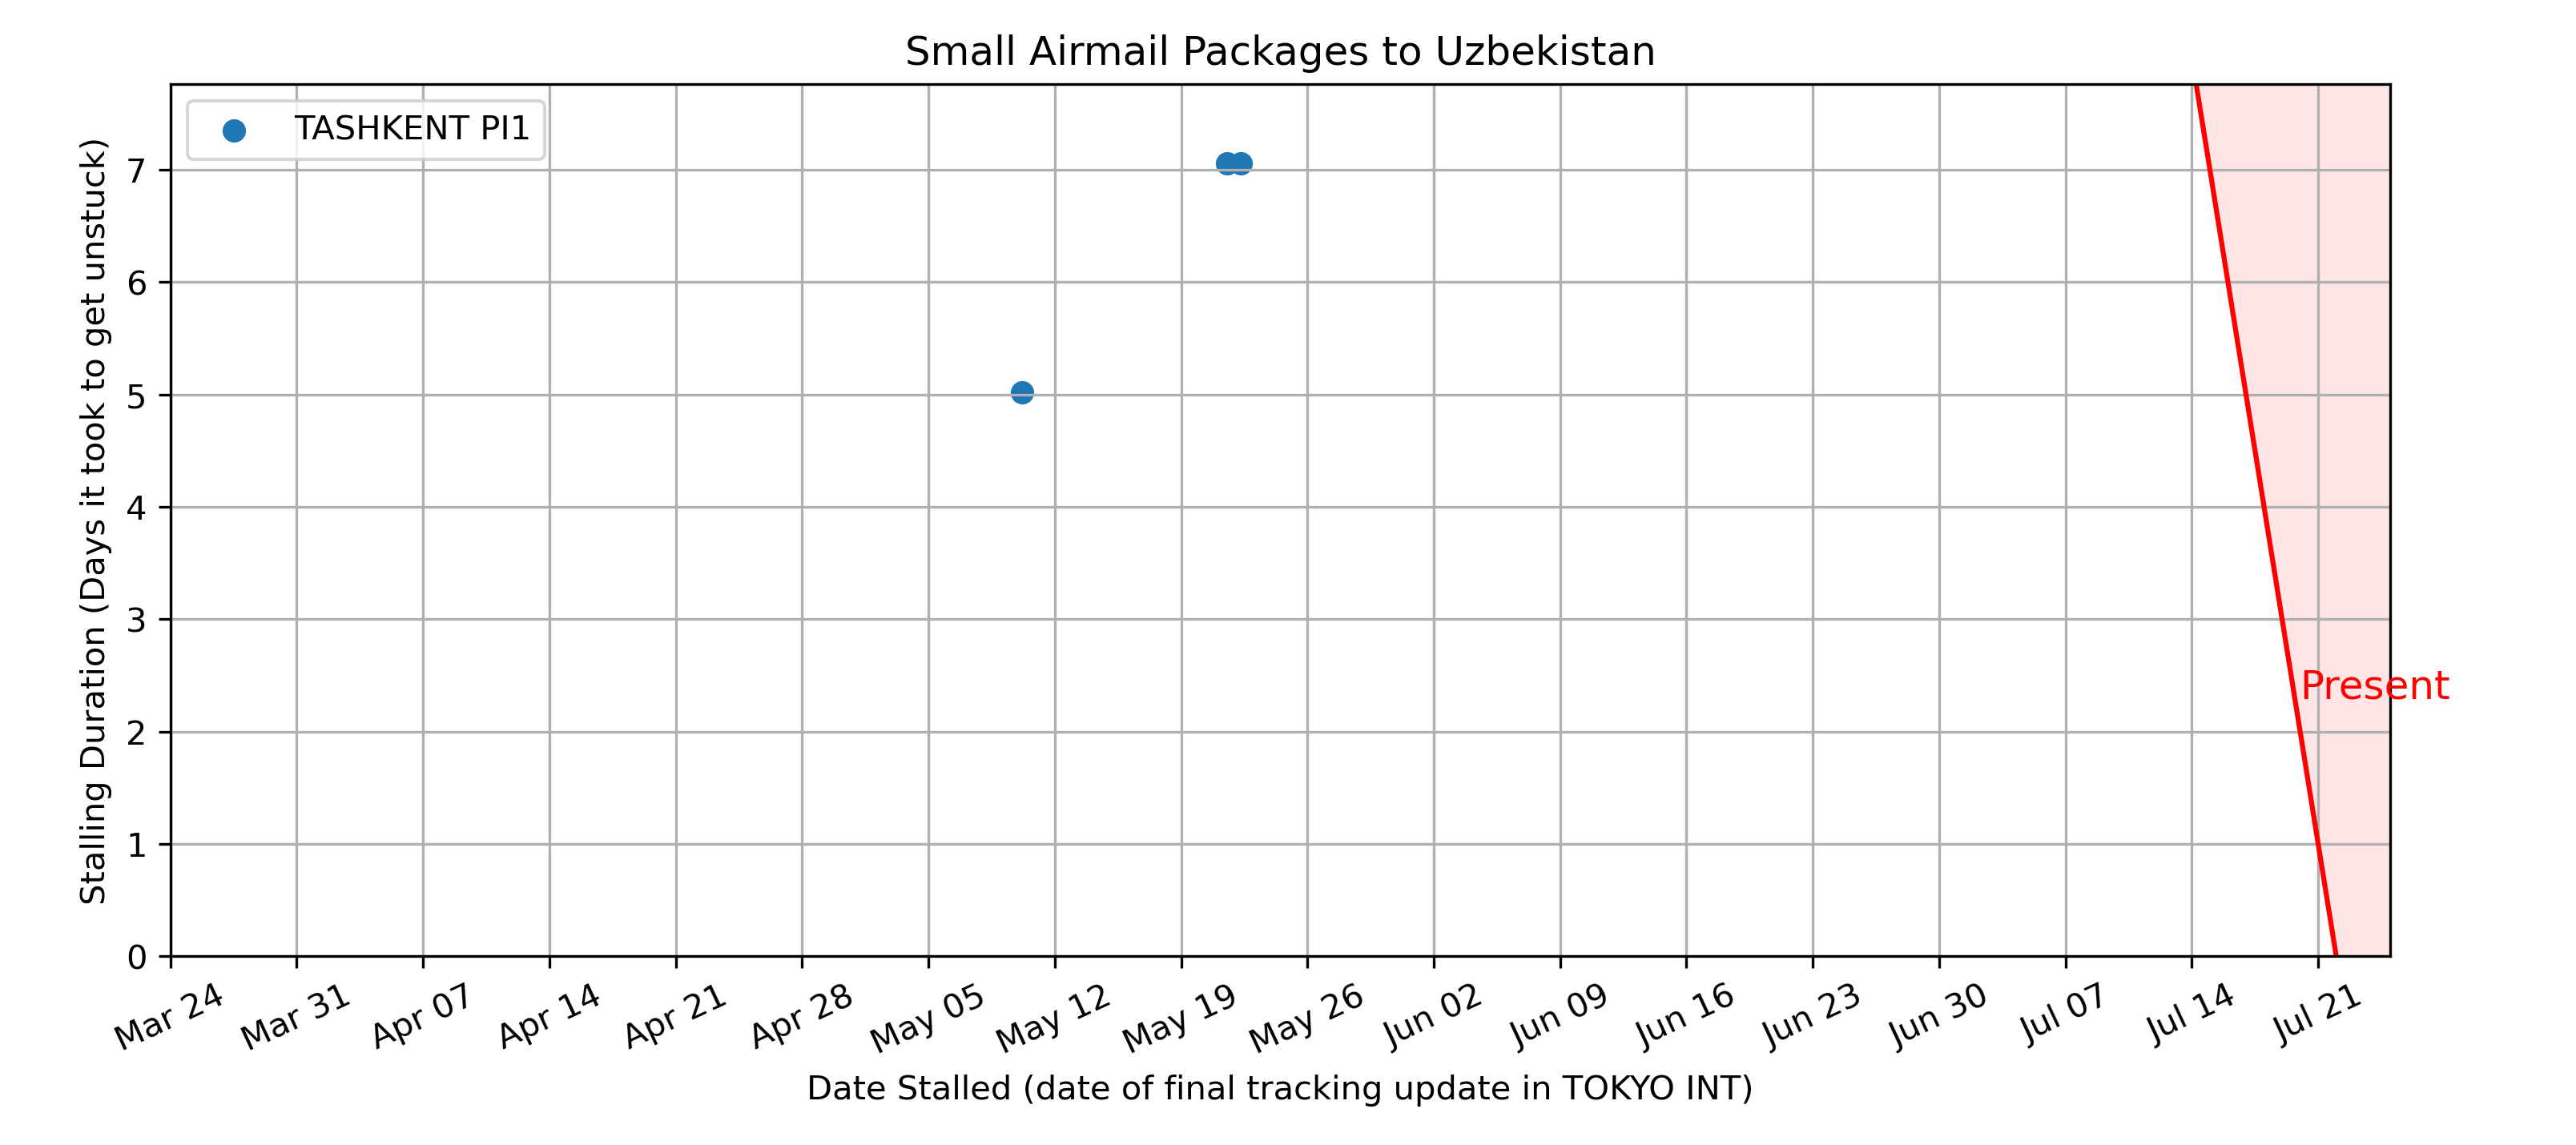 Small Airmail Packages to Uzbekistan
TASHKENT PI1
Stalling Duration (Days it took to get unstuck)
7
6
5
4
3
2
1
0
Present
Mar 24
Mar 31
Apr 07
Apr 14
Apr 21
Apr 28
May 05
May 12
May 19
May 26
Jun 02
Jun 09
Jun 16
Jun 23
Jun 30
Jul 07
Jul 14
Jul 21
Date Stalled (date of final tracking update in TOKYO INT)